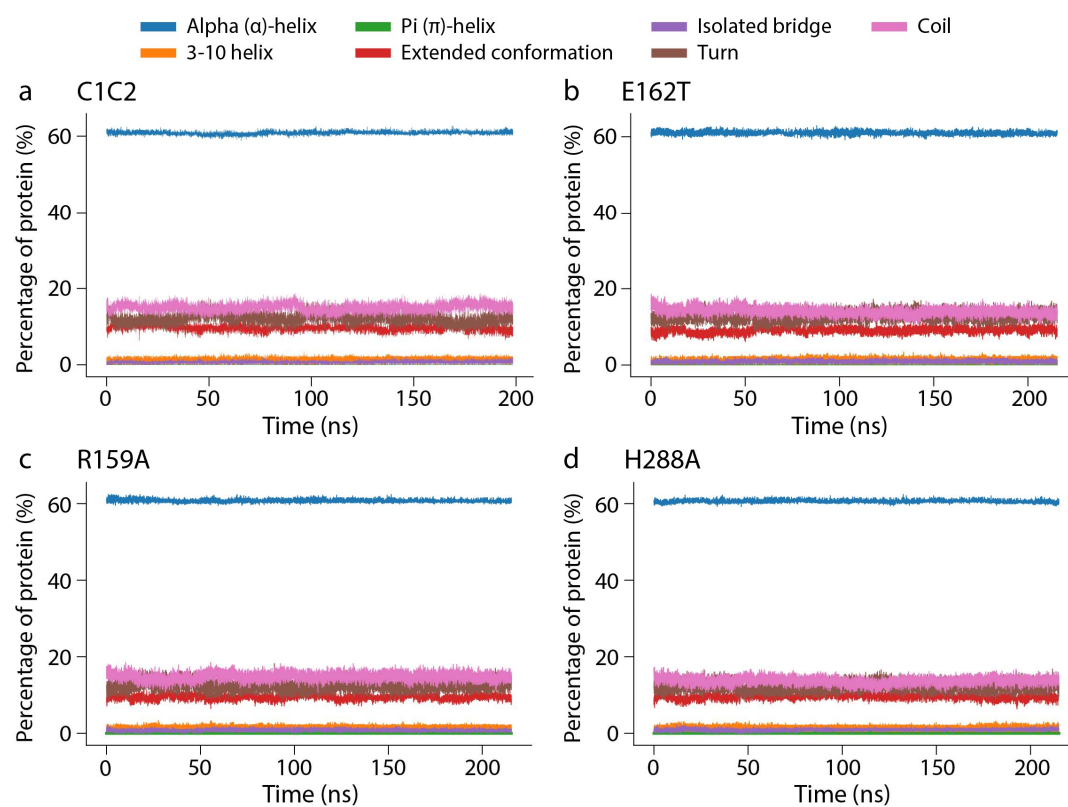 Alpha (α)-helix Pi (π)-helix Isolated bridge Coil
3-10 helix Extended conformation Turn
a C1C2
Percentage of protein (%)
60
40
20
0
0 50 100 150 200
Time (ns)
b E162T
Percentage of protein (%)
60
40
20
0
0 50 100 150 200
Time (ns)
c R159A
Percentage of protein (%)
60
40
20
0
0 50 100 150 200
Time (ns)
d H288A
Percentage of protein (%)
60
40
20
0
0 50 100 150 200
Time (ns)